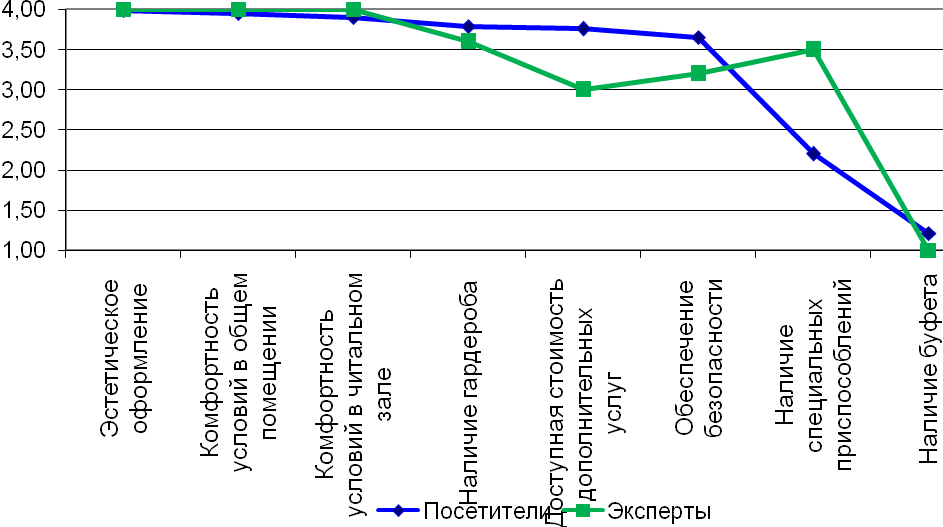 4,00
3,50
3,00
2,50
2,00
1,50
1,00
Эстетическое
оформление
Комфортность
условий в общем
помещении
Комфортность
условий в читальном
зале
Наличие гардероба
Доступная стоимость
дополнительных
услуг
Обеспечение
безопасности
Наличие
специальных
приспособлений
Наличие буфета
Посетители
Эксперты